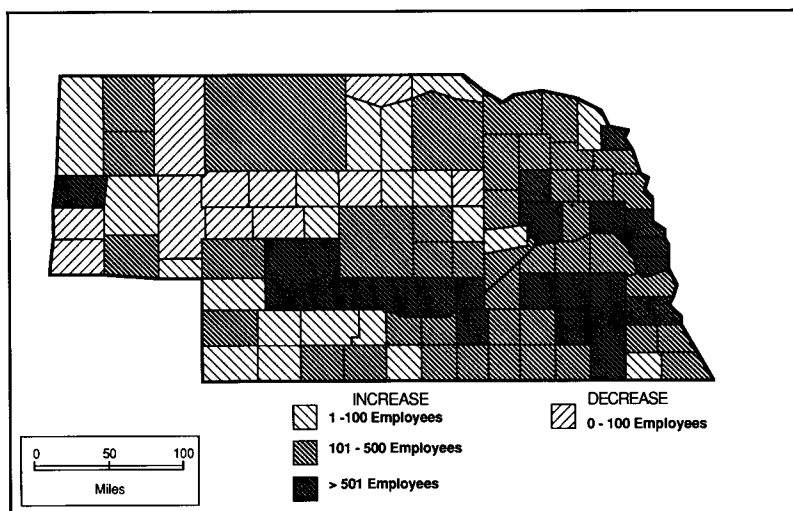 INCREASE
1 -100 Employees
101 - 500 Employees
> 501 Employees
DECREASE
0 - 100 Employees
0 50 100
Miles